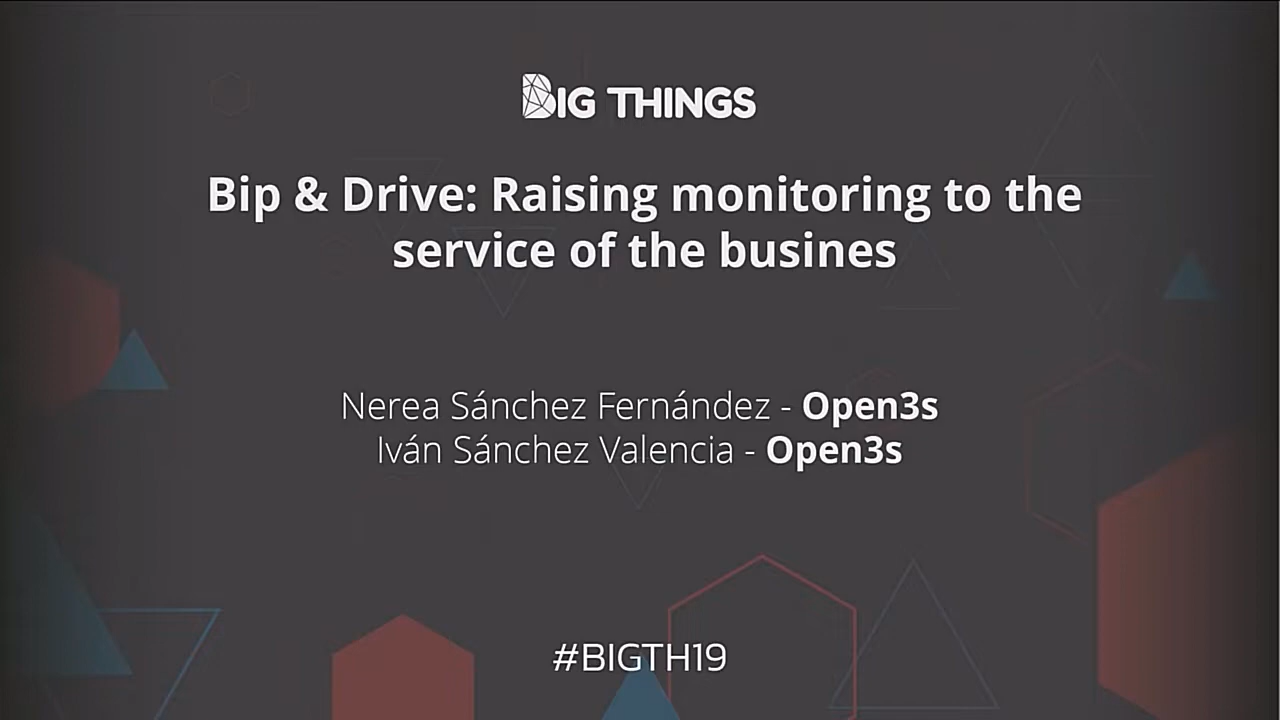 BIG THINGS
Bip & Drive: Raising monitoring to the
service of the busines
Nerea Sánchez Fernández - Open3s
Iván Sánchez Valencia - Open3s
#BIGTH19